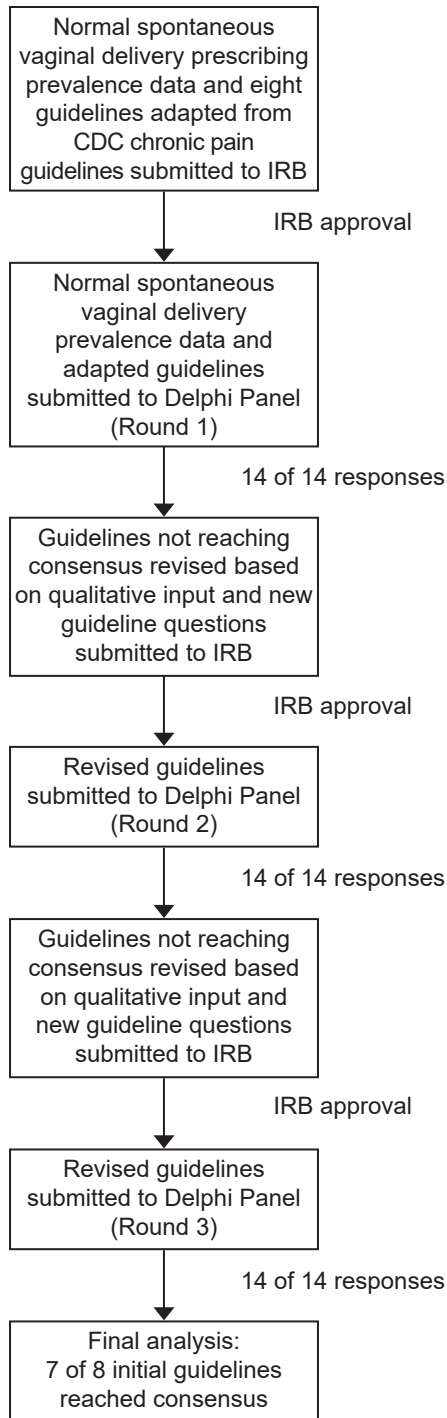 Normal spontaneous
vaginal delivery prescribing
prevalence data and eight
guidelines adapted from
CDC chronic pain
guidelines submitted to IRB
IRB approval
Normal spontaneous
vaginal delivery
prevalence data and
adapted guidelines
submitted to Delphi Panel
(Round 1)
14 of 14 responses
Guidelines not reaching
consensus revised based
on qualitative input and new
guideline questions
submitted to IRB
IRB approval
Revised guidelines
submitted to Delphi Panel
(Round 2)
14 of 14 responses
Guidelines not reaching
consensus revised based
on qualitative input and
new guideline questions
submitted to IRB
IRB approval
Revised guidelines
submitted to Delphi Panel
(Round 3)
14 of 14 responses
Final analysis:
7 of 8 initial guidelines
reached consensus